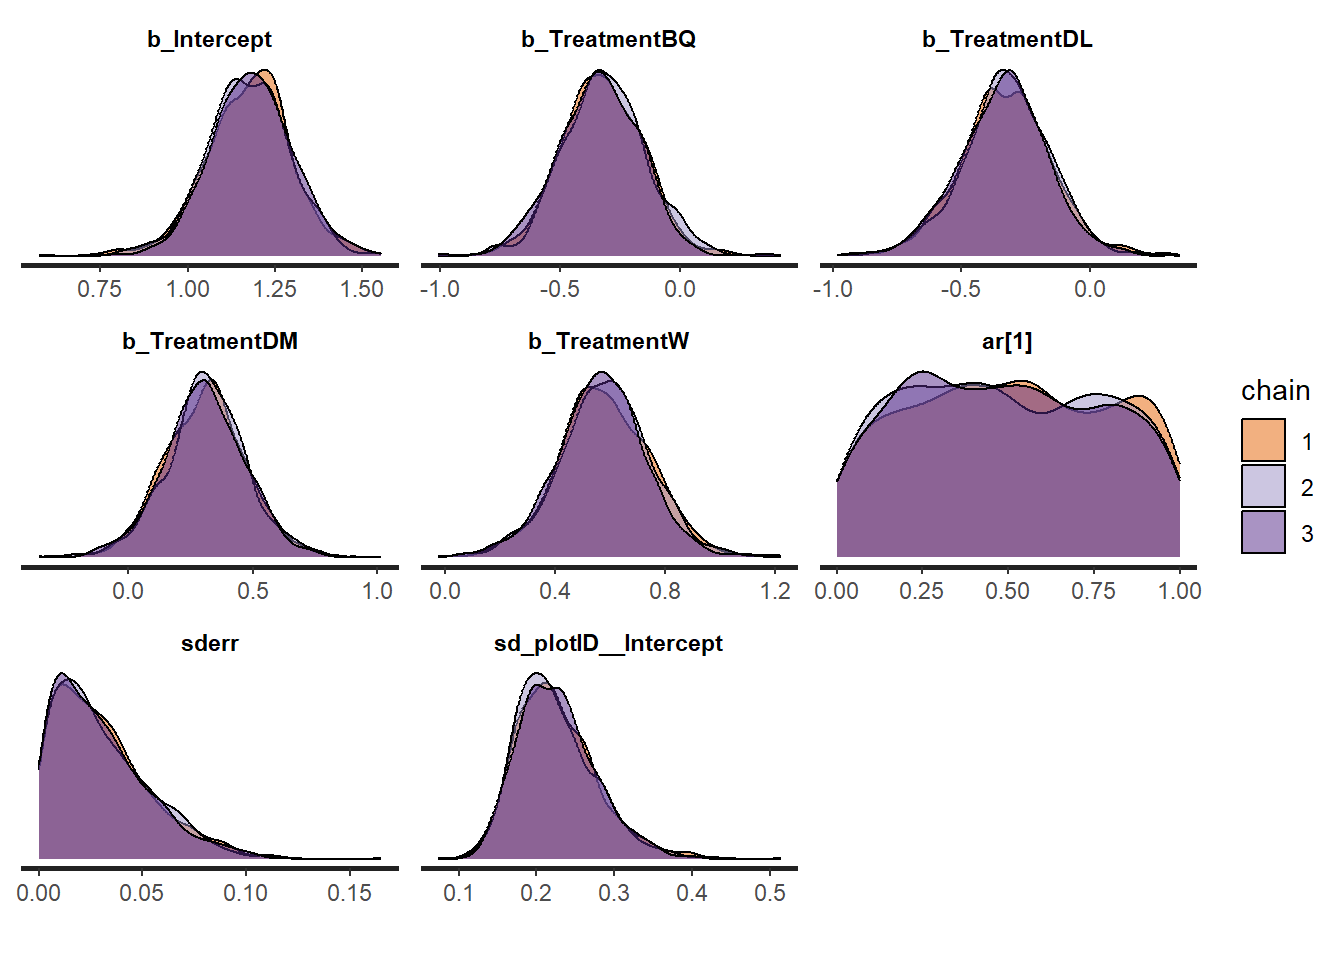 b_Intercept
b_TreatmentBQ
b_TreatmentDL
0.75 1.00 1.25 1.50
-1.0 -0.5 0.0
-1.0 -0.5 0.0
b_TreatmentDM
b_TreatmentW
ar[1]
0.0 0.5 1.0
0.0 0.4 0.8 1.2
0.00 0.25 0.50 0.75 1.00
sderr
sd_plotID__Intercept
0.00 0.05 0.10 0.15
0.1 0.2 0.3 0.4 0.5
chain
1
2
3